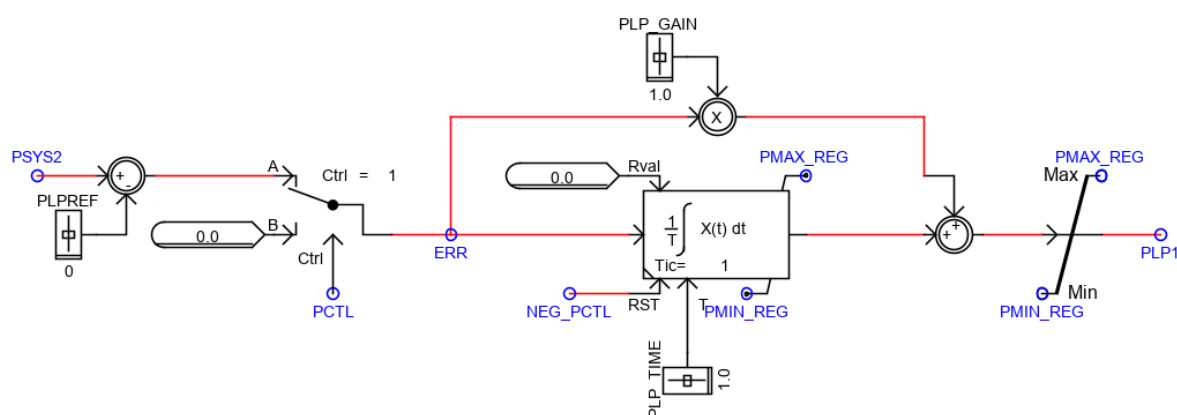 PLP_GAIN
1.0
X
PSYS2
+
-
A
Ctrl = 1
0.0
Rval
PMAX_REG
PMAX_REG
Max
PLPREF
0
B
0.0
Ctrl
ERR
1/T ∫ X(t) dt
Tic= 1
+
+
PLP1
Min
PCTL
NEG_PCTL
RST
T
PMIN_REG
PMIN_REG
PLP_TIME
1.0